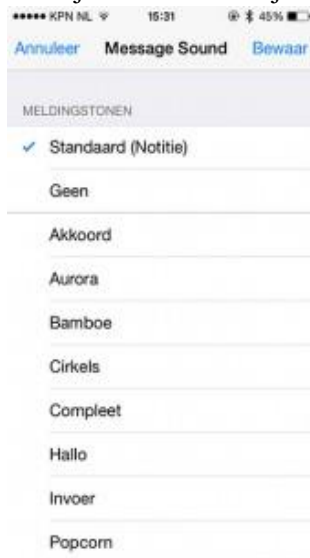 KPN NL 15:31 45%
Annuleer Message Sound Bewaar
MELDINGSTONEN
Standaard (Notitie)
Geen
Akkoord
Aurora
Bamboe
Cirkels
Compleet
Hallo
Invoer
Popcorn